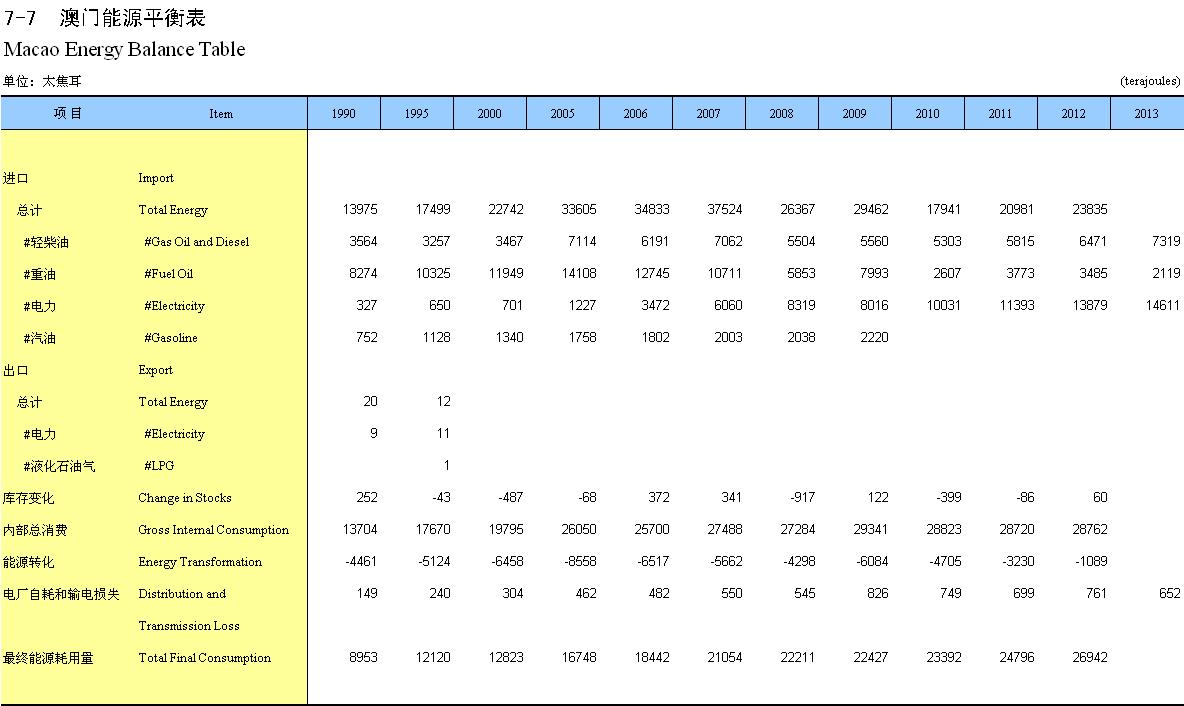 7-7 澳门能源平衡表
Macao Energy Balance Table
单位：太焦耳 (terajoules)
项 目 Item 1990 1995 2000 2005 2006 2007 2008 2009 2010 2011 2012 2013
进口 Import
总计 Total Energy 13975 17499 22742 33605 34833 37524 26367 29462 17941 20981 23835
#轻柴油 #Gas Oil and Diesel 3564 3257 3467 7114 6191 7062 5504 5560 5303 5815 6471 7319
#重油 #Fuel Oil 8274 10325 11949 14108 12745 10711 5853 7993 2607 3773 3485 2119
#电力 #Electricity 327 650 701 1227 3472 6060 8319 8016 10031 11393 13879 14611
#汽油 #Gasoline 752 1128 1340 1758 1802 2003 2038 2220
出口 Export
总计 Total Energy 20 12
#电力 #Electricity 9 11
#液化石油气 #LPG 1
库存变化 Change in Stocks 252 -43 -487 -68 372 341 -917 122 -399 -86 60
内部总消费 Gross Internal Consumption 13704 17670 19795 26050 25700 27488 27284 29341 28823 28720 28762
能源转化 Energy Transformation -4461 -5124 -6458 -8558 -6517 -5662 -4298 -6084 -4705 -3230 -1089
电厂自耗和输电损失 Distribution and 149 240 304 462 482 550 545 826 749 699 761 652
Transmission Loss
最终能源耗用量 Total Final Consumption 8953 12120 12823 16748 18442 21054 22211 22427 23392 24796 26942